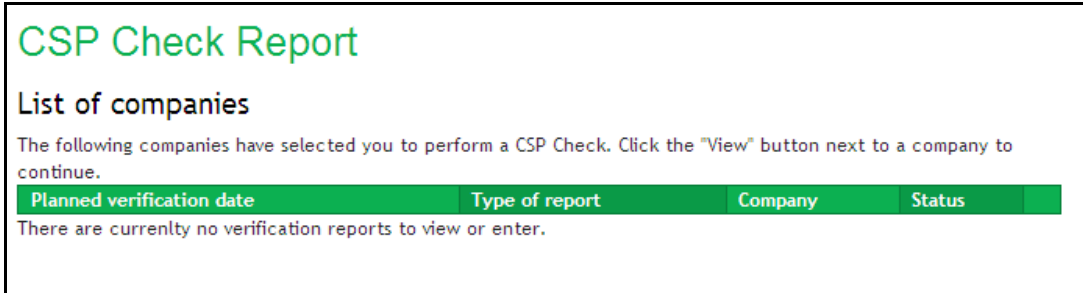 CSP Check Report
List of companies
The following companies have selected you to perform a CSP Check. Click the "View" button next to a company to
continue.
Planned verification date Type of report Company Status
There are currenlty no verification reports to view or enter.